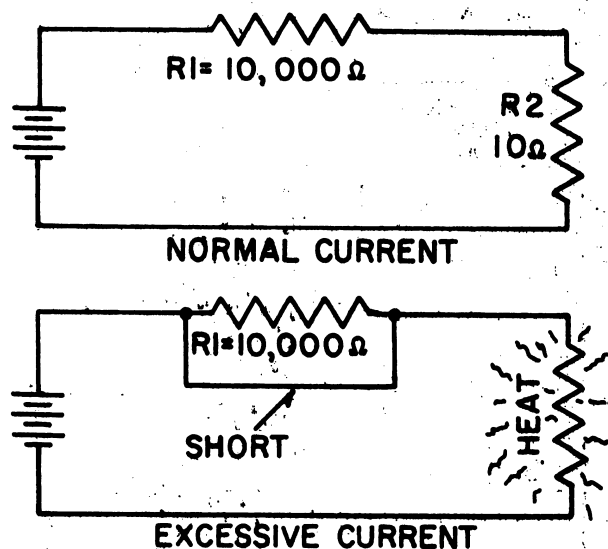 R1= 10,000Ω
R2
10Ω
NORMAL CURRENT
R1=10,000Ω
SHORT
HEAT
EXCESSIVE CURRENT